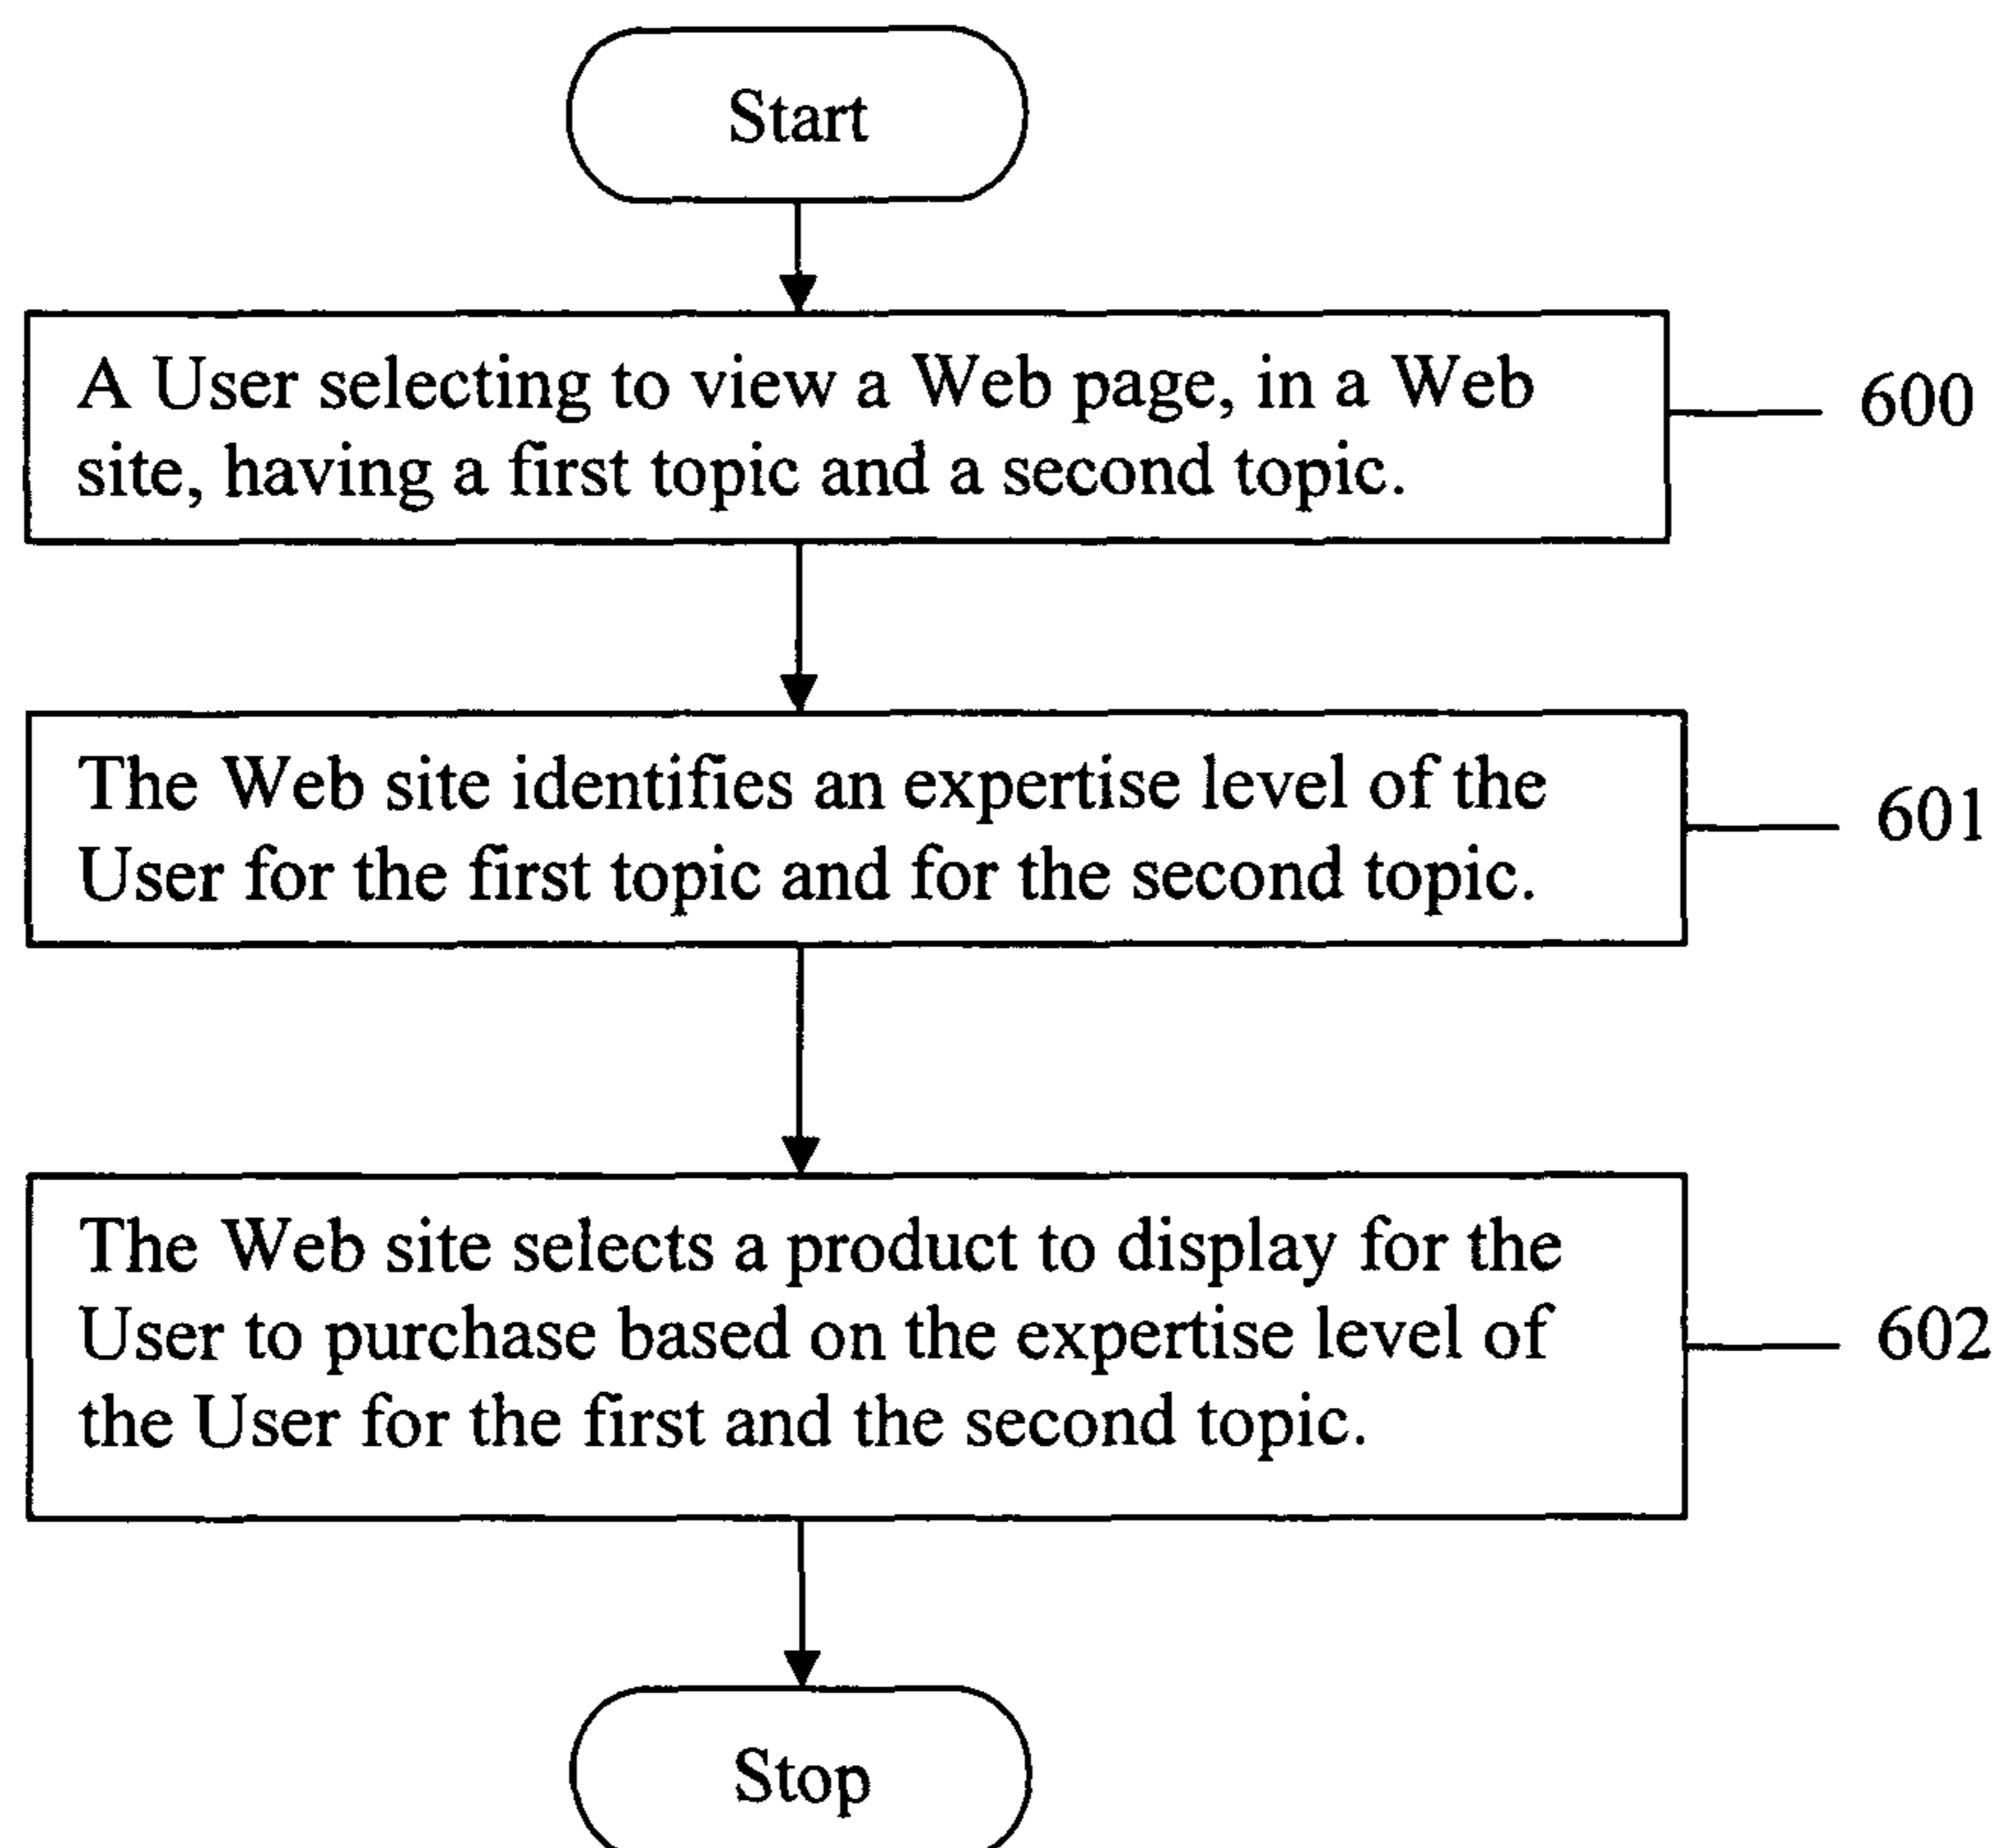 Start
A User selecting to view a Web page, in a Web
site, having a first topic and a second topic.
600
The Web site identifies an expertise level of the
User for the first topic and for the second topic.
601
The Web site selects a product to display for the
User to purchase based on the expertise level of
the User for the first and the second topic.
602
Stop